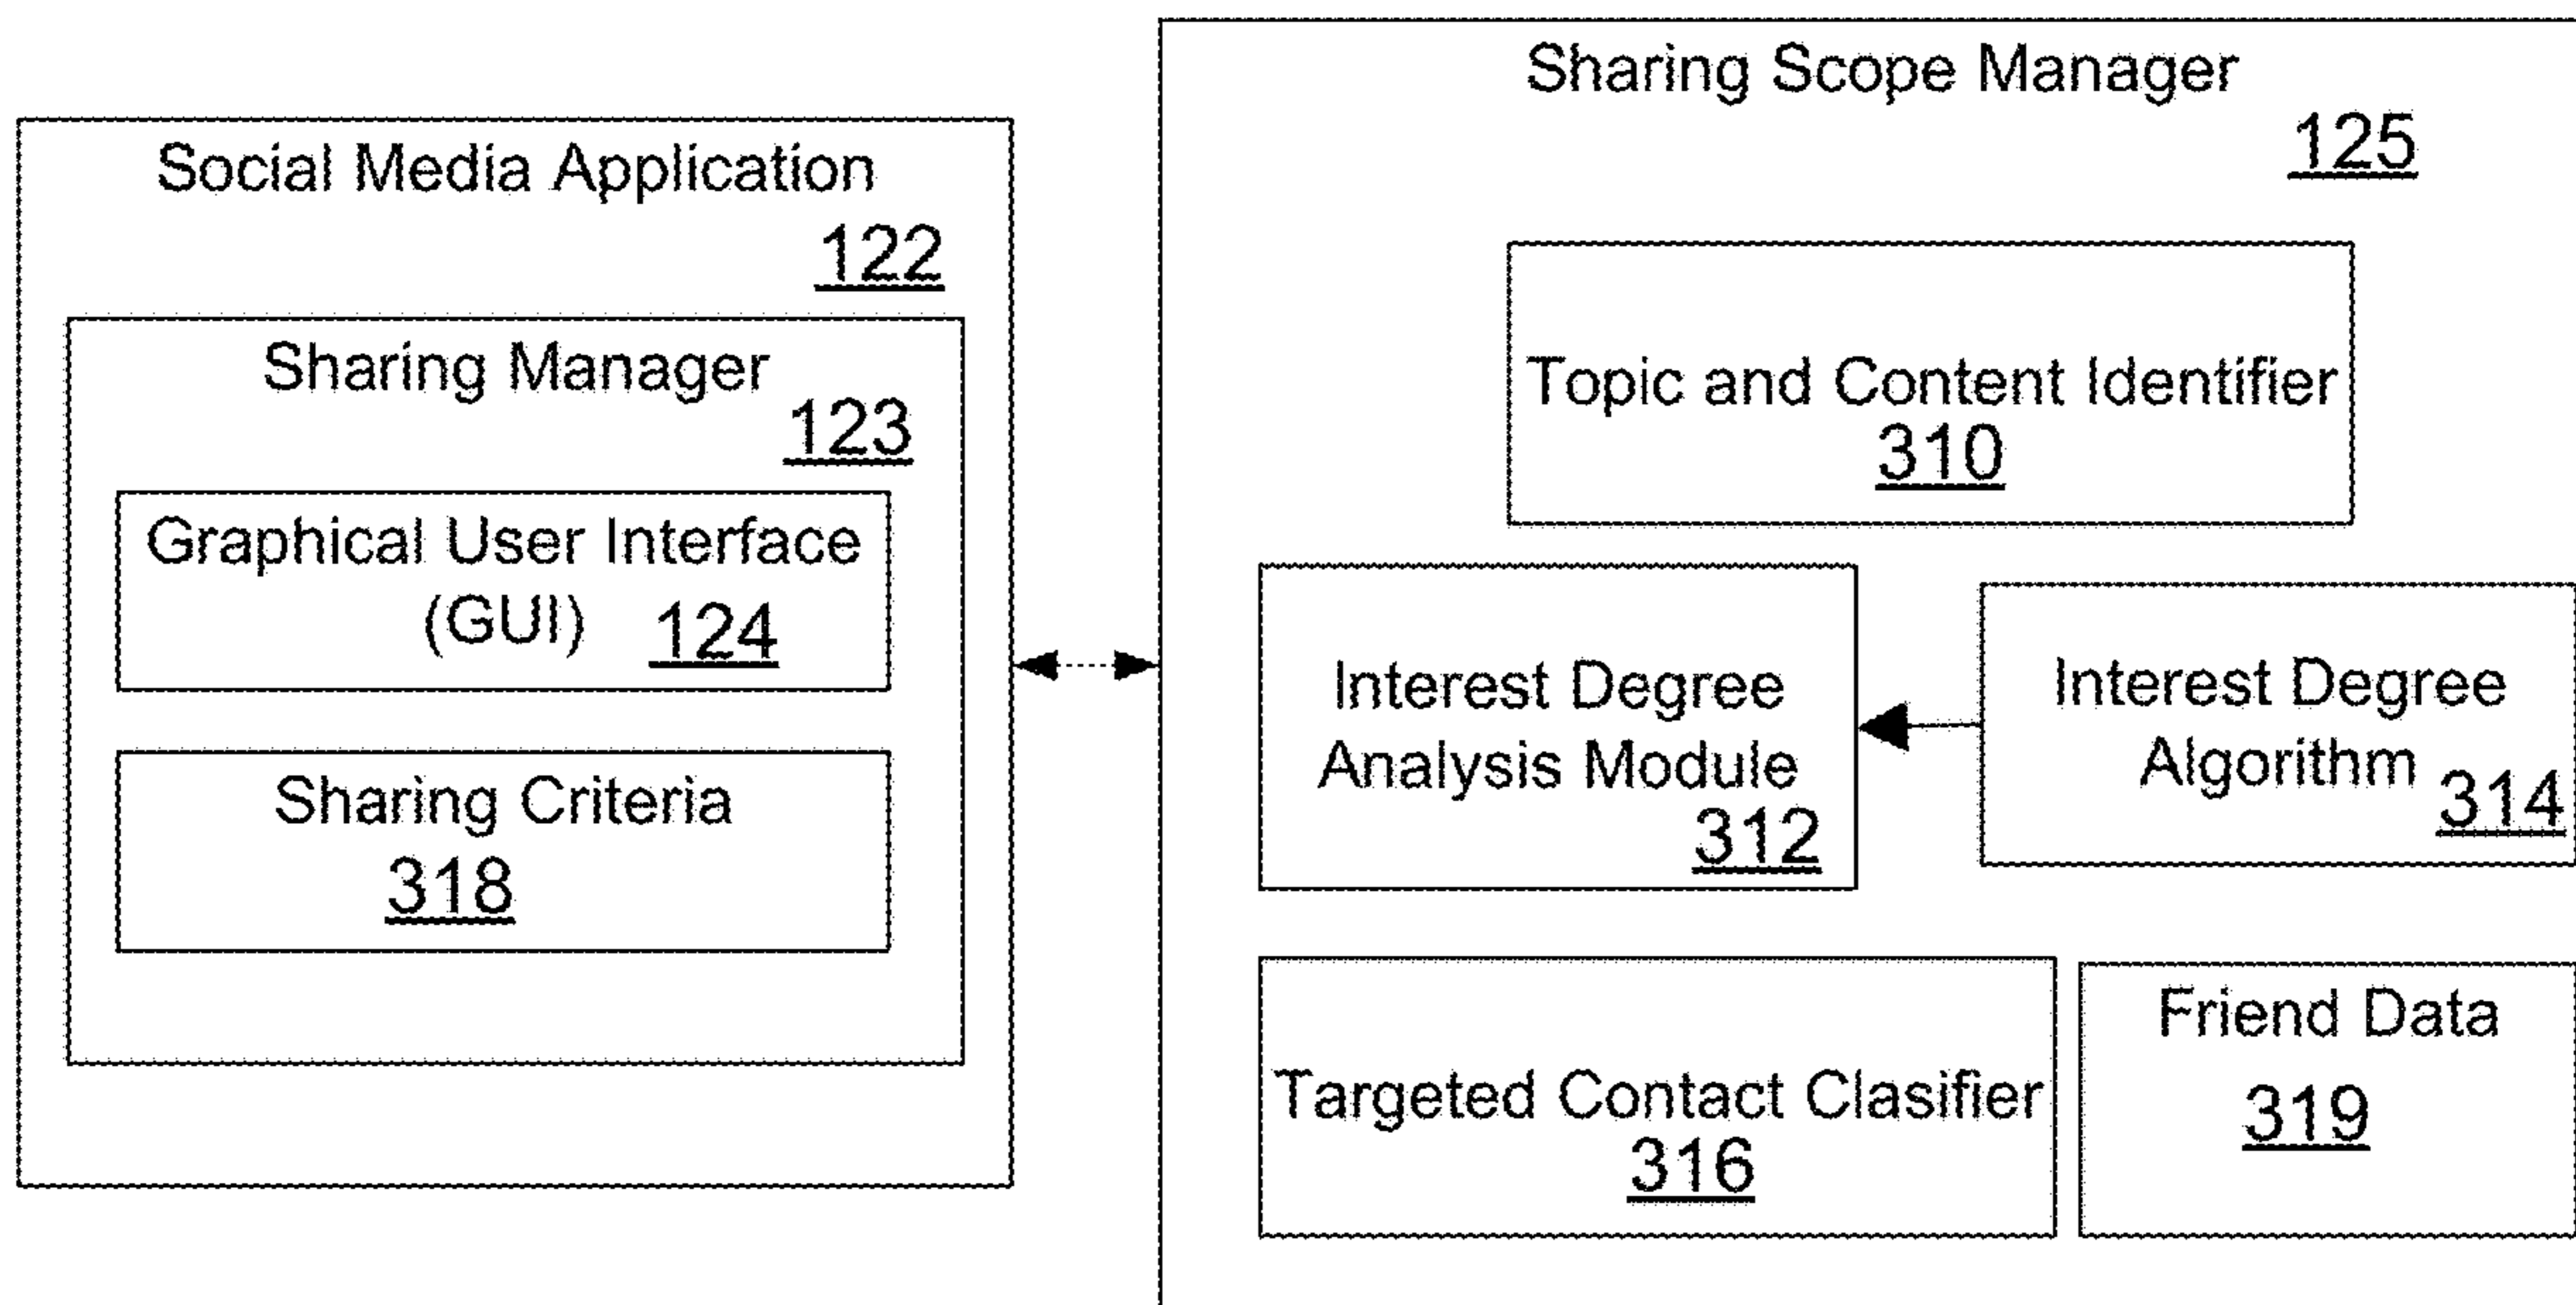 Social Media Application
122
Sharing Manager
123
Graphical User Interface
(GUI) 124
Sharing Criteria
318
Sharing Scope Manager
125
Topic and Content Identifier
310
Interest Degree
Analysis Module
312
Interest Degree
Algorithm 314
Targeted Contact Clasifier
316
Friend Data
319